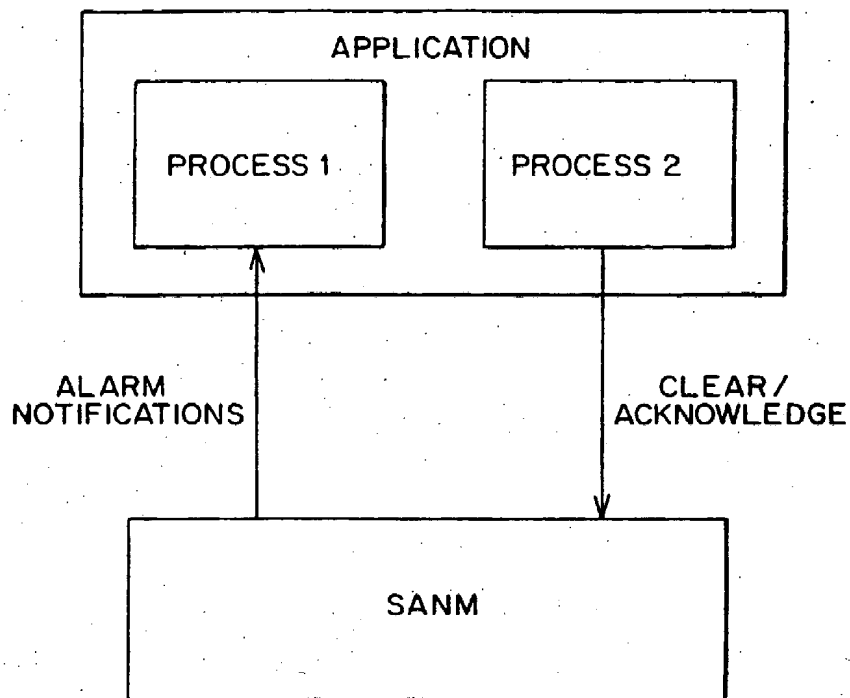 APPLICATION
PROCESS 1
PROCESS 2
ALARM
NOTIFICATIONS
CLEAR/
ACKNOWLEDGE
SANM